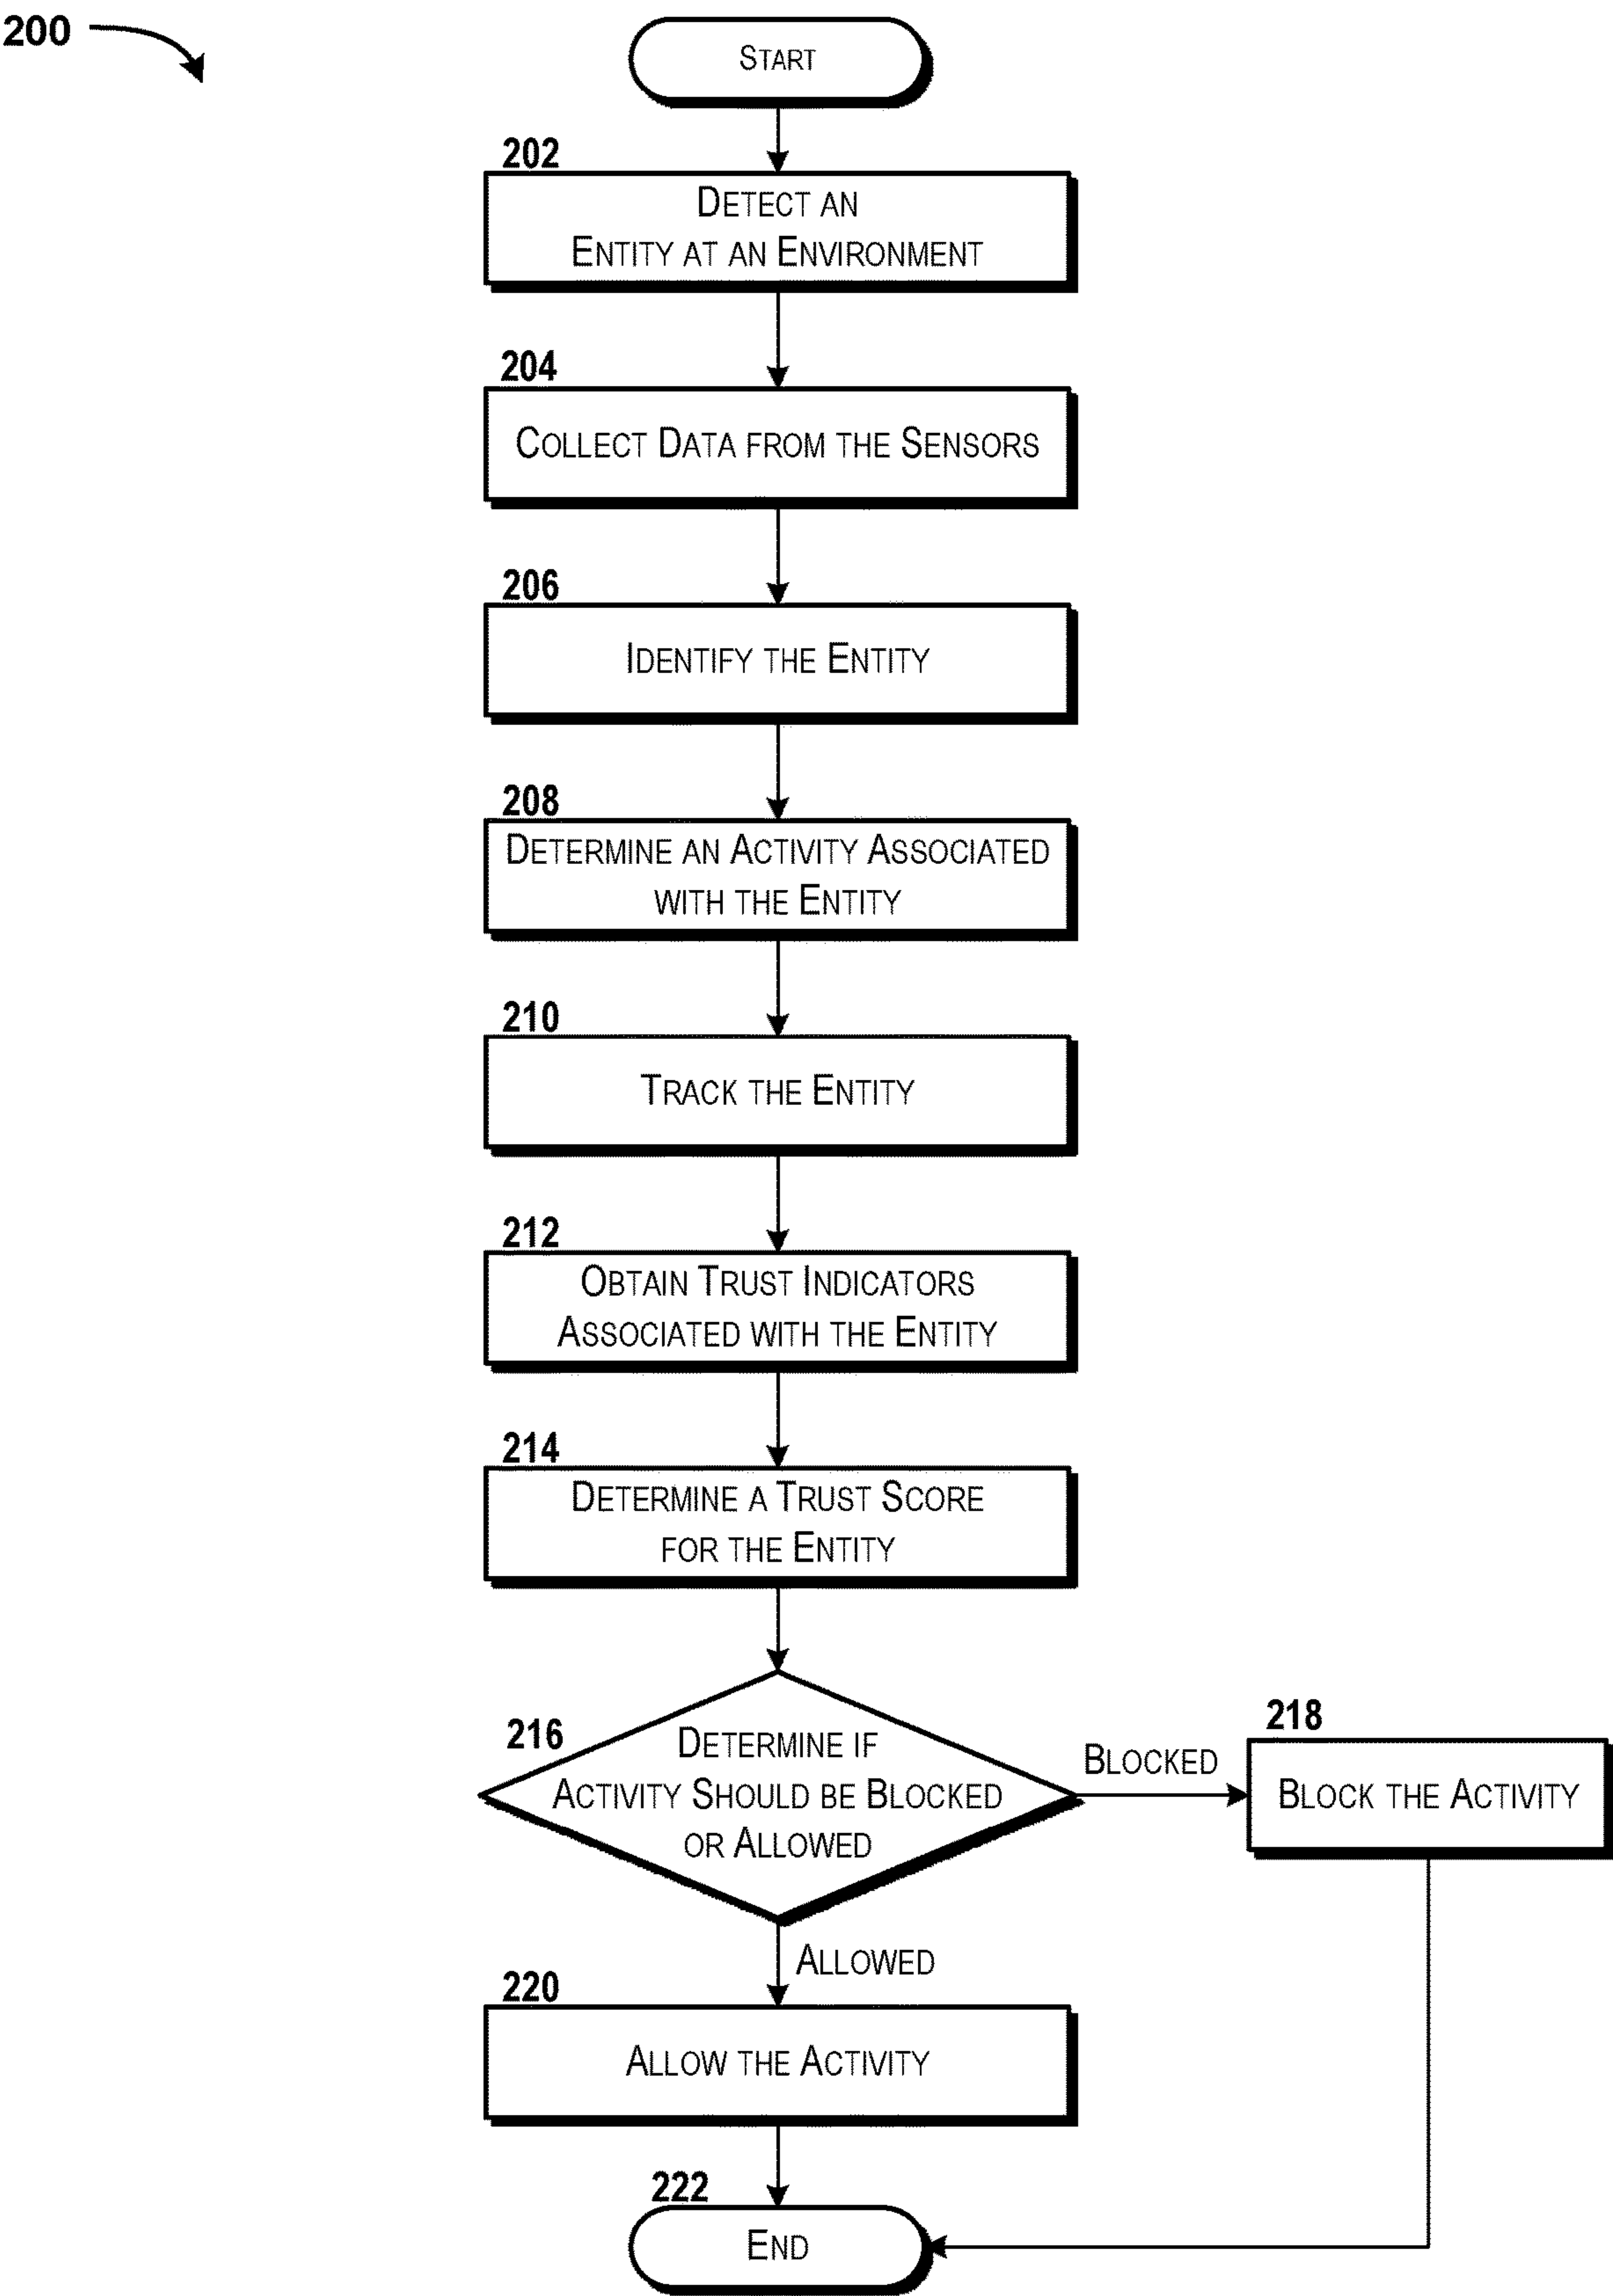 200
START
202
DETECT AN
ENTITY AT AN ENVIRONMENT
204
COLLECT DATA FROM THE SENSORS
206
IDENTIFY THE ENTITY
208
DETERMINE AN ACTIVITY ASSOCIATED
WITH THE ENTITY
210
TRACK THE ENTITY
212
OBTAIN TRUST INDICATORS
ASSOCIATED WITH THE ENTITY
214
DETERMINE A TRUST SCORE
FOR THE ENTITY
216
DETERMINE IF
ACTIVITY SHOULD BE BLOCKED
OR ALLOWED
BLOCKED
218
BLOCK THE ACTIVITY
ALLOWED
220
ALLOW THE ACTIVITY
222
END